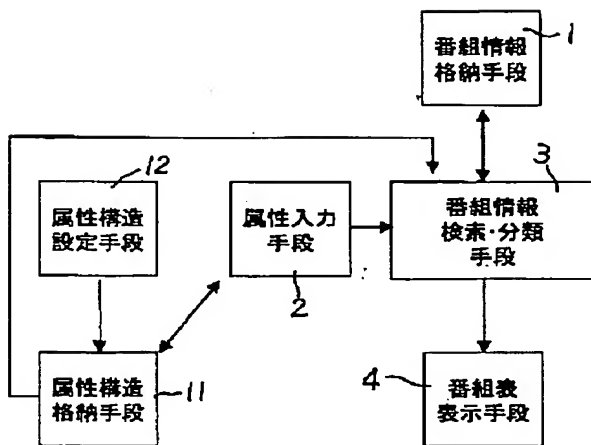 番組情報
格納手段
1
12
属性構造
設定手段
属性入力
手段
2
3
番組情報
検索・分類
手段
属性構造
格納手段
11
4
番組表
表示手段